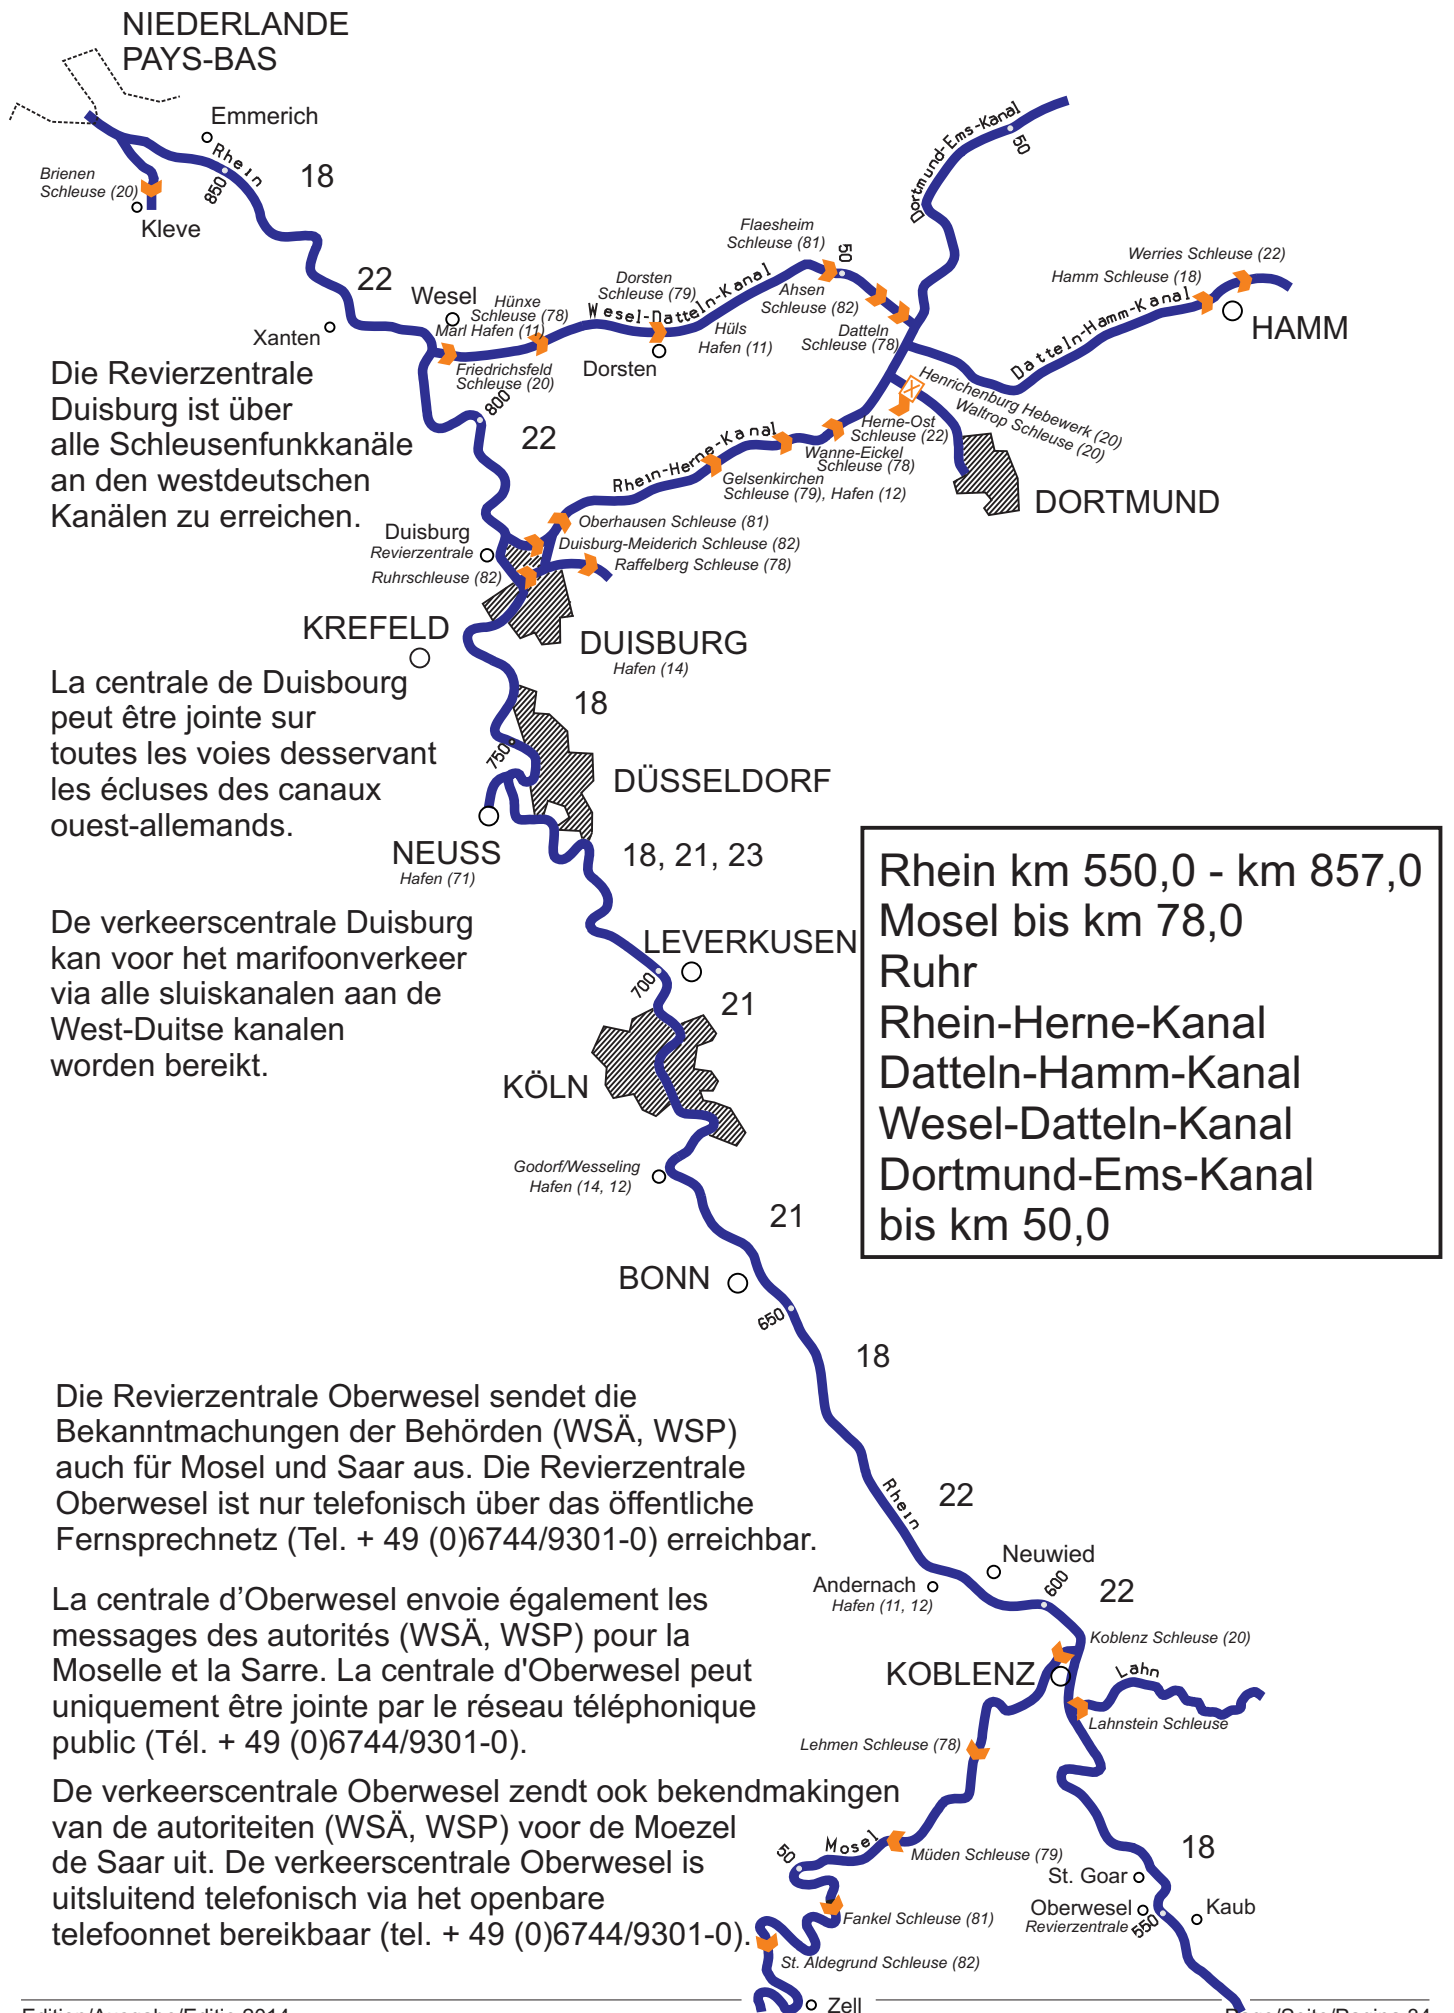 NIEDERLANDE
PAYS-BAS
Emmerich
Rhein
850
18
Brienen
Schleuse (20)
Kleve
Dortmund-Ems-Kanal
50
Flaesheim
Schleuse (81)
50
Werries Schleuse (22)
Hamm Schleuse (18)
22
Wesel
Hünxe
Schleuse (78)
Marl Hafen (11)
Dorsten
Schleuse (79)
Wesel-Datteln-Kanal
Ahsen
Schleuse (82)
Datteln-Hamm-Kanal
HAMM
Xanten
Friedrichsfeld
Schleuse (20)
Dorsten
Hüls
Hafen (11)
Datteln
Schleuse (78)
Die Revierzentrale
Duisburg ist über
alle Schleusenfunkkanäle
an den westdeutschen
Kanälen zu erreichen.
800
22
Henrichenburg Hebewerk (20)
Waltrop Schleuse (20)
Herne-Ost
Schleuse (22)
Wanne-Eickel
Schleuse (78)
Rhein-Herne-Kanal
Gelsenkirchen
Schleuse (79), Hafen (12)
DORTMUND
Oberhausen Schleuse (81)
Duisburg
Revierzentrale
Duisburg-Meiderich Schleuse (82)
Raffelberg Schleuse (78)
Ruhrschleuse (82)
KREFELD
DUISBURG
Hafen (14)
La centrale de Duisbourg
peut être jointe sur
toutes les voies desservant
les écluses des canaux
ouest-allemands.
18
750
DÜSSELDORF
NEUSS
Hafen (71)
18, 21, 23
De verkeerscentrale Duisburg
kan voor het marifoonverkeer
via alle sluiskanalen aan de
West-Duitse kanalen
worden bereikt.
LEVERKUSEN
700
21
KÖLN
Rhein km 550,0 - km 857,0
Mosel bis km 78,0
Ruhr
Rhein-Herne-Kanal
Datteln-Hamm-Kanal
Wesel-Datteln-Kanal
Dortmund-Ems-Kanal
bis km 50,0
Godorf/Wesseling
Hafen (14, 12)
21
BONN
650
18
Die Revierzentrale Oberwesel sendet die
Bekanntmachungen der Behörden (WSÄ, WSP)
auch für Mosel und Saar aus. Die Revierzentrale
Oberwesel ist nur telefonisch über das öffentliche
Fernsprechnetz (Tel. + 49 (0)6744/9301-0) erreichbar.
Rhein
22
Neuwied
Andernach
Hafen (11, 12)
600
22
La centrale d’Oberwesel envoie également les
messages des autorités (WSÄ, WSP) pour la
Moselle et la Sarre. La centrale d'Oberwesel peut
uniquement être jointe par le réseau téléphonique
public (Tél. + 49 (0)6744/9301-0).
Koblenz Schleuse (20)
KOBLENZ
Lahn
Lahnstein Schleuse
Lehmen Schleuse (78)
De verkeerscentrale Oberwesel zendt ook bekendmakingen
van de autoriteiten (WSÄ, WSP) voor de Moezel
de Saar uit. De verkeerscentrale Oberwesel is
uitsluitend telefonisch via het openbare
telefoonnet bereikbaar (tel. + 49 (0)6744/9301-0).
50
Mosel
Müden Schleuse (79)
18
St. Goar
Oberwesel
Revierzentrale
550
Kaub
Fankel Schleuse (81)
St. Aldegrund Schleuse (82)
Zell
Edition/Ausgabe/Editie 2014
Page/Seite/Pagina 94